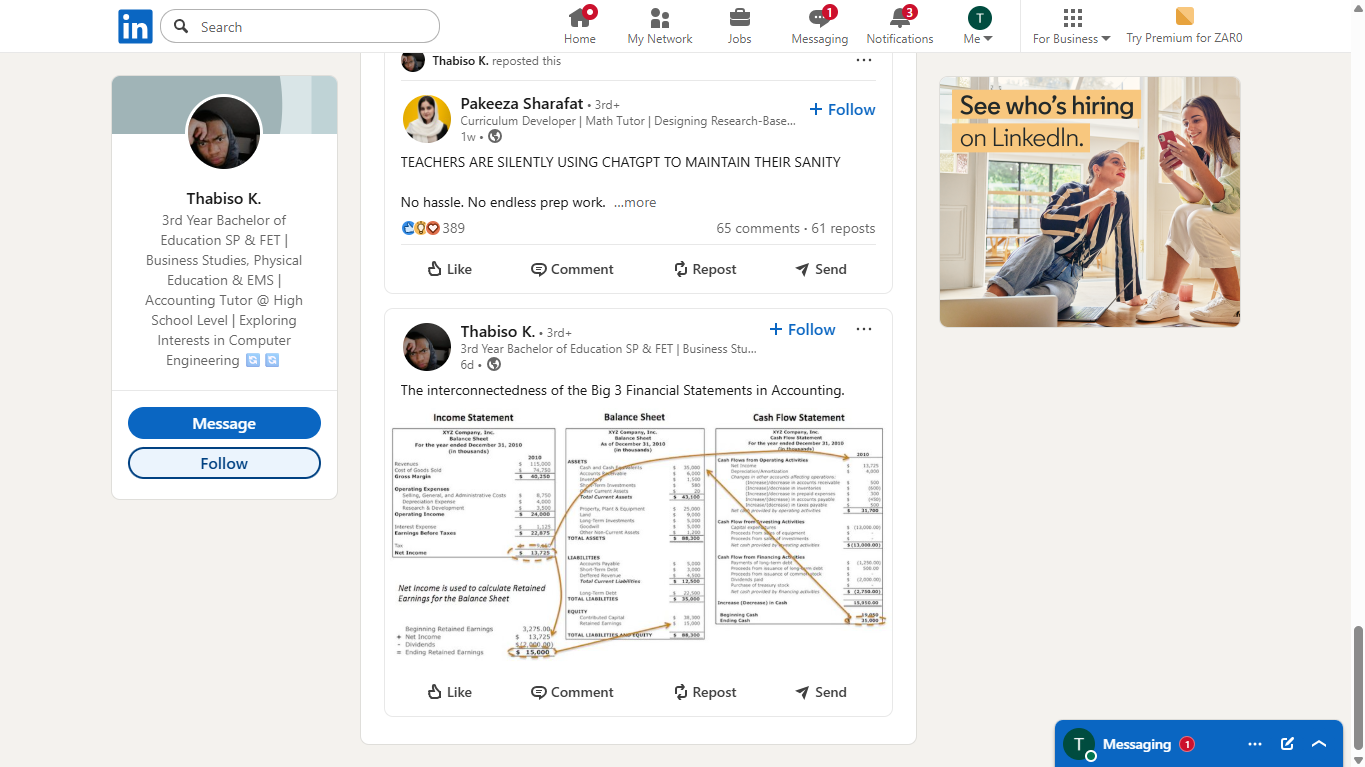 in
Search
Home
My Network
Jobs
1
Messaging
3
Notifications
T
Me
For Business
Try Premium for ZAR0
Thabiso K.
3rd Year Bachelor of
Education SP & FET |
Business Studies, Physical
Education & EMS |
Accounting Tutor @ High
School Level | Exploring
Interests in Computer
Engineering
Message
Follow
Thabiso K. reposted this
Pakeeza Sharafat • 3rd+
Curriculum Developer | Math Tutor | Designing Research-Base...
1w •
+ Follow
TEACHERS ARE SILENTLY USING CHATGPT TO MAINTAIN THEIR SANITY
No hassle. No endless prep work. ...more
389
65 comments • 61 reposts
Like Comment Repost Send
Thabiso K. • 3rd+
3rd Year Bachelor of Education SP & FET | Business Stu...
6d •
+ Follow
The interconnectedness of the Big 3 Financial Statements in Accounting.
Income Statement
XYZ Company, Inc.
Balance Sheet
For the year ended December 31, 2010
(in thousands)
2010
Revenues $ 115,000
Cost of Goods Sold $ 74,750
Gross Margin $ 40,250
Operating Expenses
Selling, General, and Administrative Costs $ 8,750
Depreciation Expense $ 4,000
Research & Development $ 3,500
Operating Income $ 24,000
Interest Expense $ 1,125
Earnings Before Taxes $ 22,875
Tax
Net Income $ 13,725
Net Income is used to calculate Retained
Earnings for the Balance Sheet
Beginning Retained Earnings 3,275.00
+ Net Income $ 13,725
- Dividends $(2,000.00)
= Ending Retained Earnings $ 15,000
Balance Sheet
XYZ Company, Inc.
Balance Sheet
As of December 31, 2010
(in thousands)
ASSETS
Cash and Cash Equivalents $ 35,000
Accounts Receivable $ 6,000
Inventory $ 1,500
Short-Term Investments $ 580
Other Current Assets $ 20
Total Current Assets $ 43,100
Property, Plant & Equipment $ 25,000
Land $ 9,000
Long-Term Investments $ 5,000
Goodwill $ 5,000
Other Non-Current Assets
TOTAL ASSETS $ 88,300
LIABILITIES
Accounts Payable $ 5,000
Short-Term Debt $ 3,000
Deffered Revenue $ 4,500
Total Current Liabilities $ 12,500
Long-Term Debt $ 22,500
TOTAL LIABILITIES $ 35,000
EQUITY
Contributed Capital $ 38,300
Retained Earnings $ 15,000
TOTAL LIABILITIES AND EQUITY $ 88,300
Cash Flow Statement
XYZ Company, Inc.
Cash Flow Statement
For the year ended December 31, 2010
(in thousands)
2010
Cash Flows from Operating Activities
Net Income $ 13,725
Depreciation/Amortization $ 4,000
Changes in other accounts affecting operations:
(Increase)/decrease in accounts receivable $ 500
(Increase)/decrease in inventories $ (600)
(Increase)/decrease in prepaid expenses $ 300
(Increase)/decrease in accounts payable
(Increase)/decrease in taxes payable $ 500
Net cash provided by operating activities $ 31,700
Cash Flow from Investing Activities
Capital expenditures $ (13,000.00)
Proceeds from sales of equipment $ -
Proceeds from sales of investments $ -
Net cash provided by investing activities $(13,000.00)
Cash Flow from Financing Activities
Payments of long-term debt $ (1,250.00)
Proceeds from issuance of long-term debt $ 500.00
Proceeds from issuance of common stock $
Dividends paid $ (2,000.00)
Purchase of treasury stock $ -
Net cash provided by financing activities $ (2,750.00)
Increase (Decrease) in Cash 15,950.00
Beginning Cash 19,050
Ending Cash $ 35,000
Like Comment Repost Send
See who's hiring
on LinkedIn.
T
Messaging
1